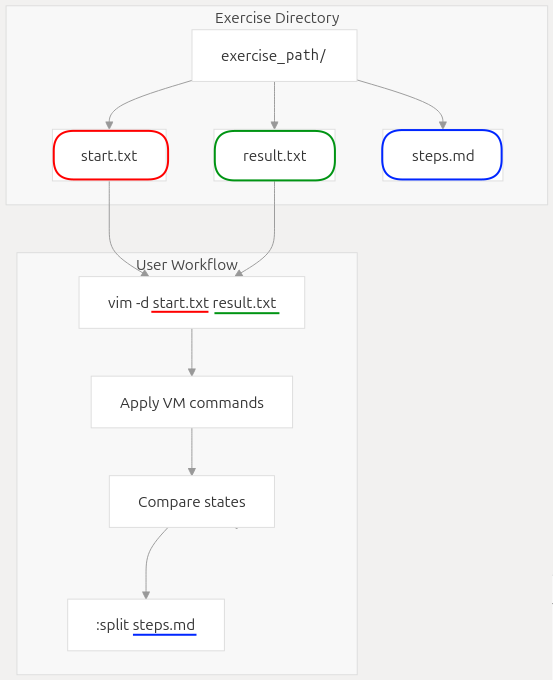 Exercise Directory
exercise_path/
start.txt
result.txt
steps.md
User Workflow
vim -d start.txt result.txt
Apply VM commands
Compare states
:split steps.md